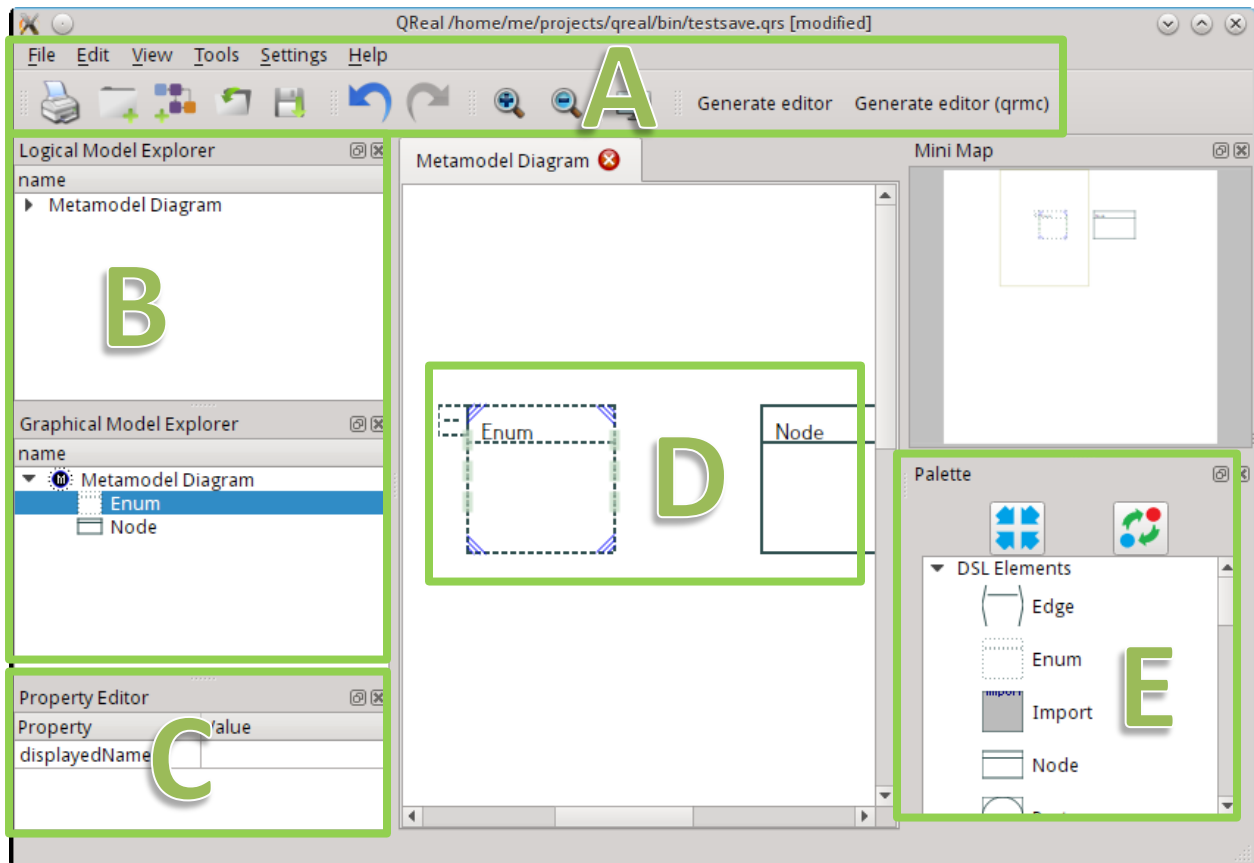 QReal /home/me/projects/qreal/bin/testsave.qrs [modified]
File Edit View Tools Settings Help
A
Generate editor Generate editor (qrmc)
Logical Model Explorer
name
Metamodel Diagram
B
Graphical Model Explorer
name
Metamodel Diagram
Enum
Node
Property Editor
Property Value
displayedName
C
Metamodel Diagram
Enum
Node
D
Mini Map
Palette
DSL Elements
Edge
Enum
Import
Import
Node
E